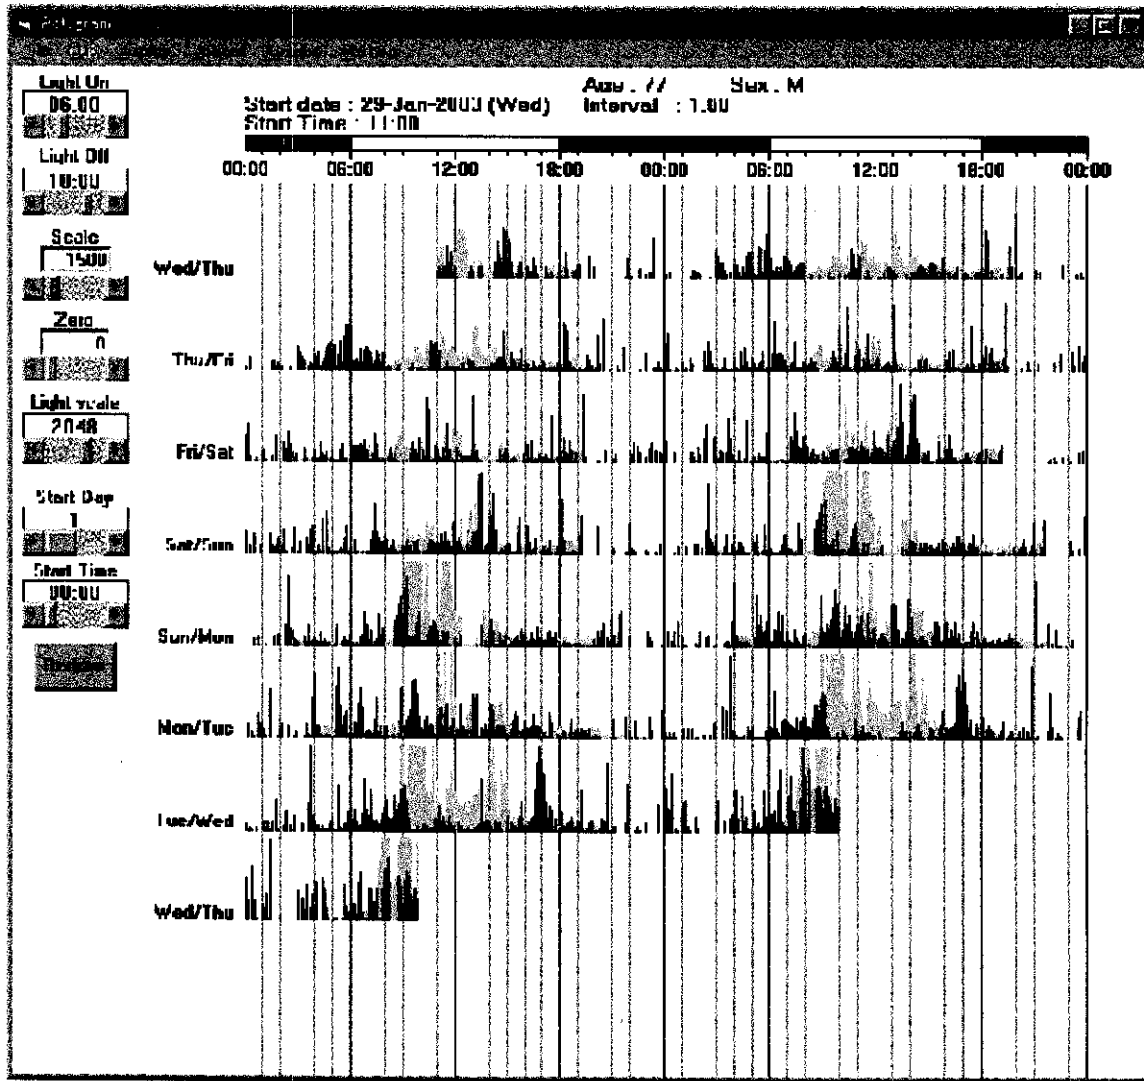 Light On
06.00
Light Off
18:00
Scale
1500
Zero
0
Light scale
2048
Start Day
1
Start Time
00:00
Age : 77 Sex : M
Start date : 29-Jan-2003 (Wed) Interval : 1.00
Start Time : 11:00
00:00 06:00 12:00 18:00 00:00 06:00 12:00 18:00 00:00
Wed/Thu
Thu/Fri
Fri/Sat
Sat/Sun
Sun/Mon
Mon/Tue
Tue/Wed
Wed/Thu